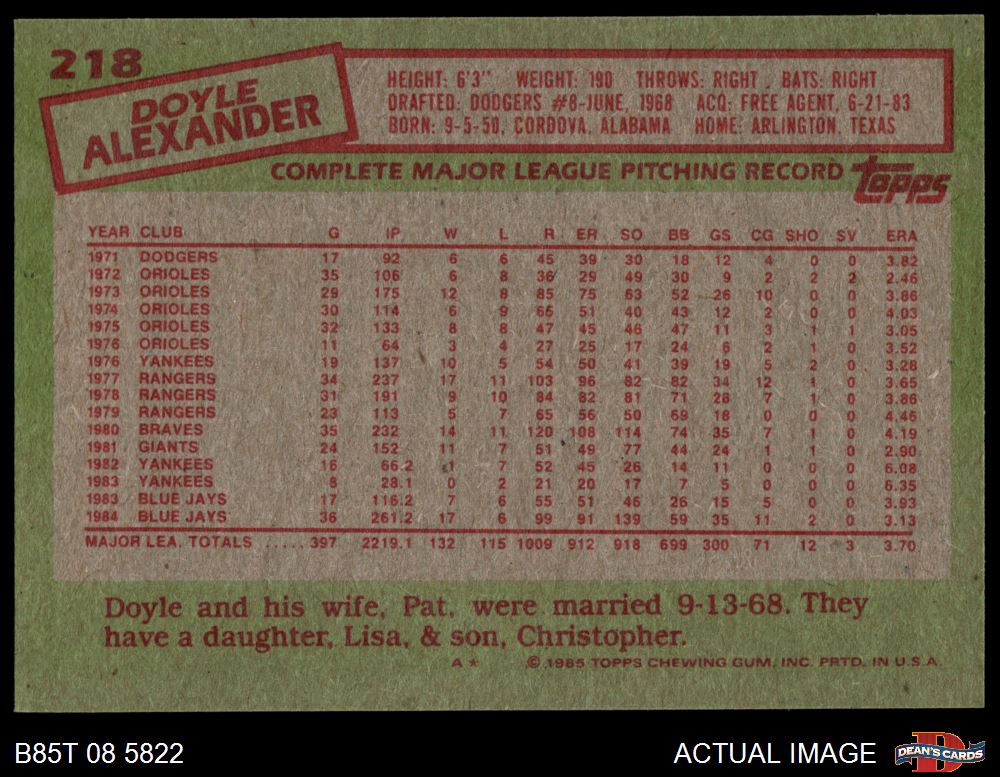 218
DOYLE
ALEXANDER
HEIGHT: 6'3" WEIGHT: 190 THROWS: RIGHT BATS: RIGHT
DRAFTED: DODGERS #8-JUNE, 1968 ACQ: FREE AGENT, 6-21-83
BORN: 9-5-50, CORDOVA, ALABAMA HOME: ARLINGTON, TEXAS
COMPLETE MAJOR LEAGUE PITCHING RECORD topps
YEAR CLUB G IP W L R ER SO BB GS CG SHO SV ERA
1971 DODGERS 17 92 6 6 45 39 30 18 12 4 0 0 3.82
1972 ORIOLES 35 106 6 8 36 29 49 30 9 2 2 2 2.46
1973 ORIOLES 29 175 12 8 85 75 63 52 26 10 0 0 3.86
1974 ORIOLES 30 114 6 9 65 51 40 43 12 2 0 0 4.03
1975 ORIOLES 32 133 8 8 47 45 46 47 11 3 1 1 3.05
1976 ORIOLES 11 64 3 4 27 25 17 24 6 2 1 0 3.52
1976 YANKEES 19 137 10 5 54 50 41 39 19 5 2 0 3.28
1977 RANGERS 34 237 17 11 103 96 82 82 34 12 1 0 3.65
1978 RANGERS 31 191 9 10 84 82 81 71 28 7 1 0 3.86
1979 RANGERS 23 113 5 7 65 56 50 69 18 0 0 0 4.46
1980 BRAVES 35 232 14 11 120 108 114 74 35 7 1 0 4.19
1981 GIANTS 24 152 11 7 51 49 77 44 24 1 1 0 2.90
1982 YANKEES 16 66.2 1 7 52 45 26 14 11 0 0 0 6.08
1983 YANKEES 8 28.1 0 2 21 20 17 7 5 0 0 0 6.35
1983 BLUE JAYS 17 116.2 7 6 55 51 46 26 15 5 0 0 3.93
1984 BLUE JAYS 36 261.2 17 6 99 91 139 59 35 11 2 0 3.13
MAJOR LEA. TOTALS ..... 397 2219.1 132 115 1009 912 918 699 300 71 12 3 3.70
Doyle and his wife, Pat, were married 9-13-68. They
have a daughter, Lisa, & son, Christopher.
A * © 1985 TOPPS CHEWING GUM, INC. PRTD. IN U.S.A.
B85T 08 5822 ACTUAL IMAGE DEAN'S CARDS